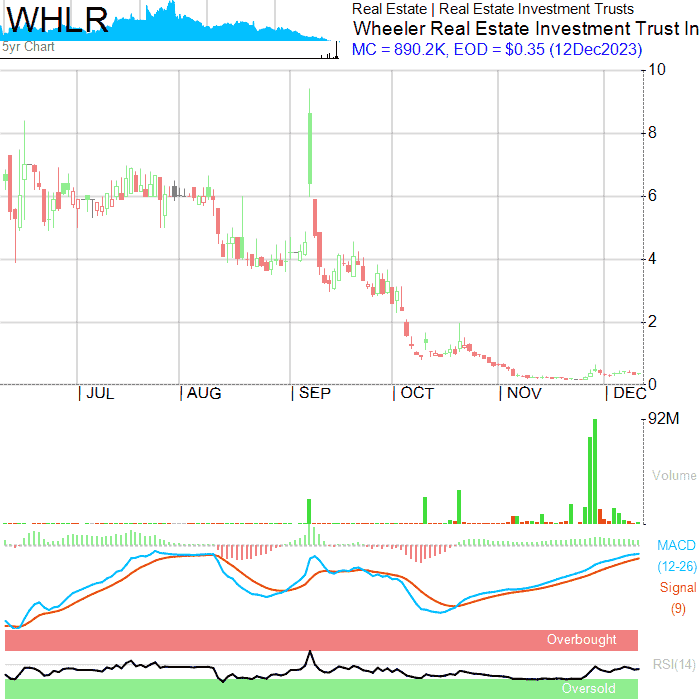 WHLR
5yr Chart
Real Estate | Real Estate Investment Trusts
Wheeler Real Estate Investment Trust In
MC = 890.2K, EOD = $0.35 (12Dec2023)
10
8
6
4
2
0
| JUL | AUG | SEP | OCT | NOV | DEC
92M
Volume
MACD
(12-26)
Signal
(9)
Overbought
RSI(14)
Oversold